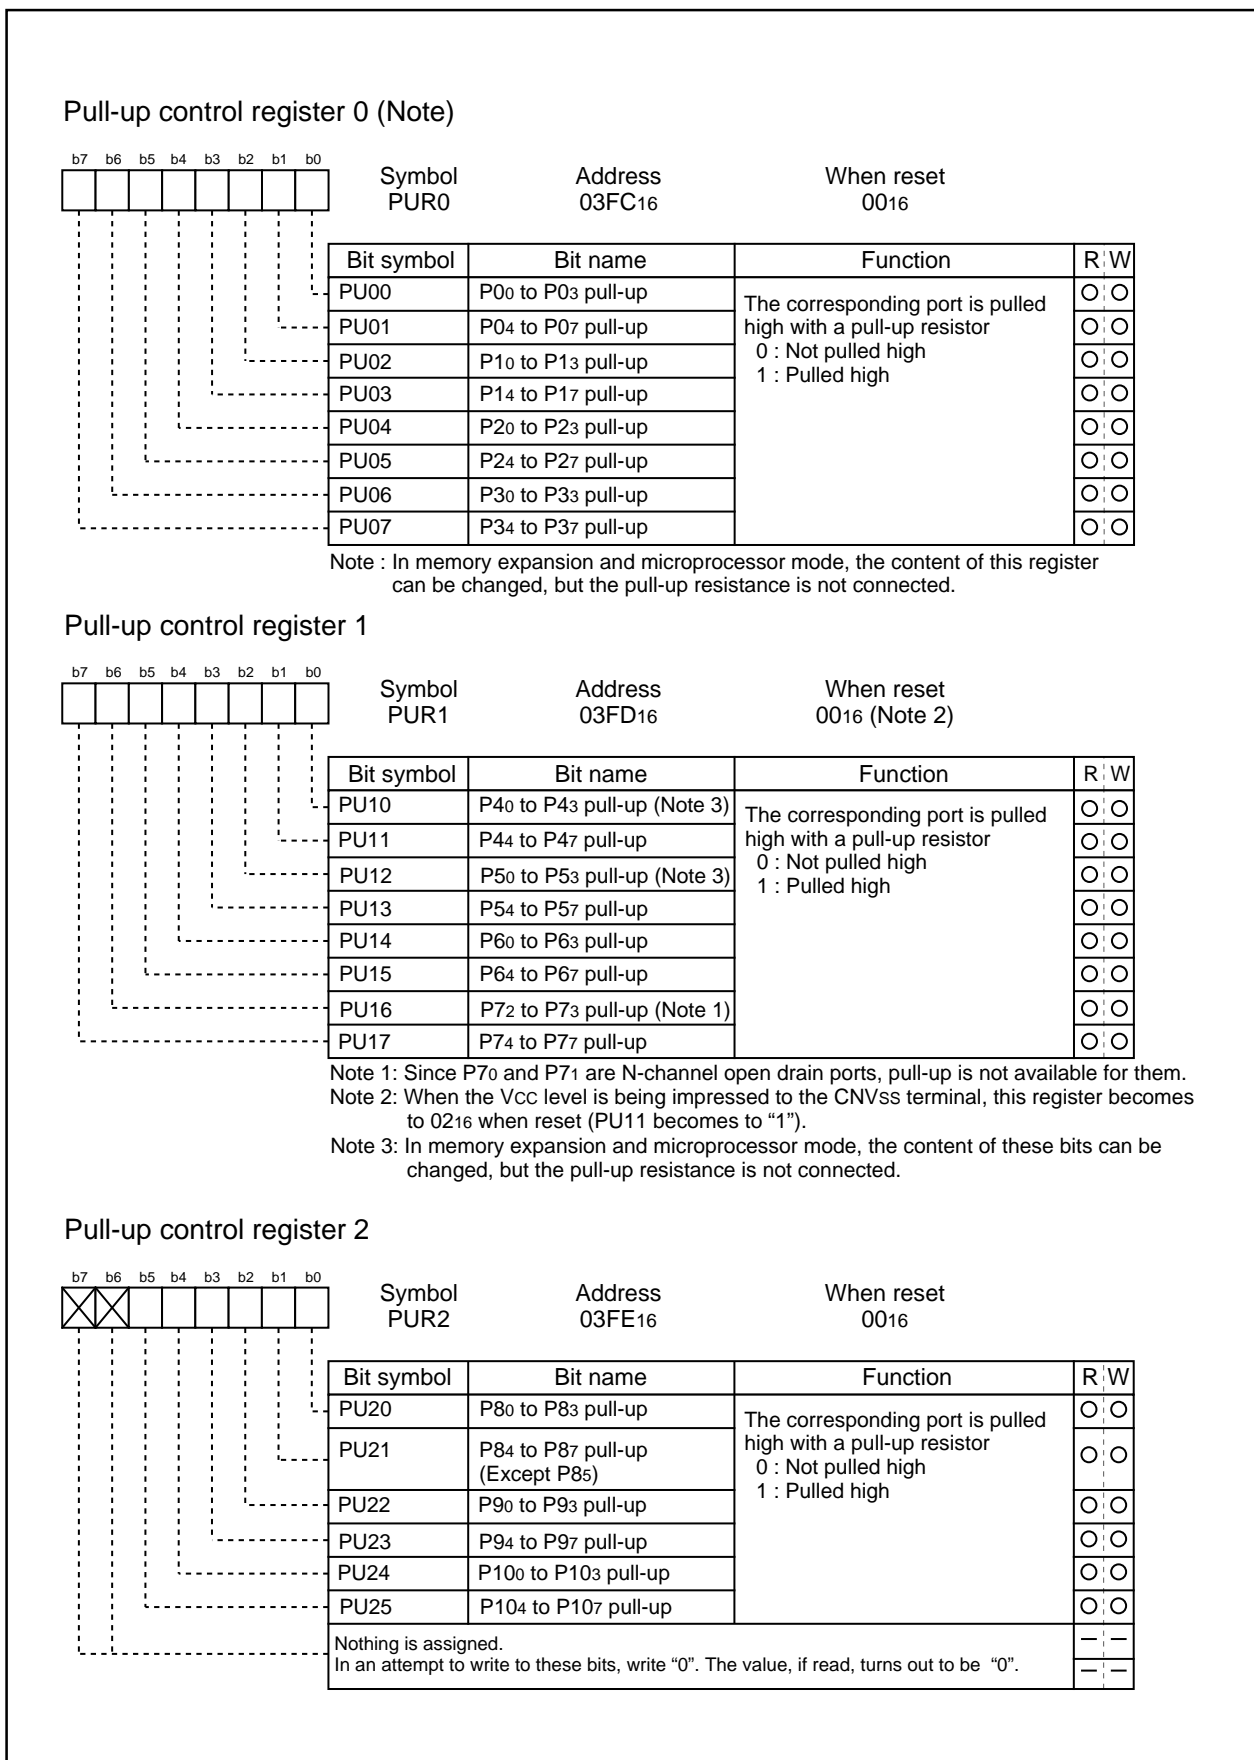 Pull-up control register 0 (Note)
b7 b6 b5 b4 b3 b2 b1 b0
Symbol Address When reset
PUR0 03FC16 0016
Bit symbol Bit name Function R W
PU00 P00 to P03 pull-up
The corresponding port is pulled
PU01 P04 to P07 pull-up high with a pull-up resistor
0 : Not pulled high
PU02 P10 to P13 pull-up
1 : Pulled high
PU03 P14 to P17 pull-up
PU04 P20 to P23 pull-up
PU05 P24 to P27 pull-up
PU06 P30 to P33 pull-up
PU07 P34 to P37 pull-up
Note : In memory expansion and microprocessor mode, the content of this register
can be changed, but the pull-up resistance is not connected.
Pull-up control register 1
b7 b6 b5 b4 b3 b2 b1 b0
Symbol Address When reset
PUR1 03FD16 0016 (Note 2)
Bit symbol Bit name Function R W
PU10 P40 to P43 pull-up (Note 3)
The corresponding port is pulled
PU11 P44 to P47 pull-up high with a pull-up resistor
0 : Not pulled high
PU12 P50 to P53 pull-up (Note 3)
1 : Pulled high
PU13 P54 to P57 pull-up
PU14 P60 to P63 pull-up
PU15 P64 to P67 pull-up
PU16 P72 to P73 pull-up (Note 1)
PU17 P74 to P77 pull-up
Note 1: Since P70 and P71 are N-channel open drain ports, pull-up is not available for them.
Note 2: When the VCC level is being impressed to the CNVSS terminal, this register becomes
to 0216 when reset (PU11 becomes to “1”).
Note 3: In memory expansion and microprocessor mode, the content of these bits can be
changed, but the pull-up resistance is not connected.
Pull-up control register 2
b7 b6 b5 b4 b3 b2 b1 b0
Symbol Address When reset
PUR2 03FE16 0016
Bit symbol Bit name Function R W
PU20 P80 to P83 pull-up
The corresponding port is pulled
PU21 P84 to P87 pull-up high with a pull-up resistor
(Except P85) 0 : Not pulled high
1 : Pulled high
PU22 P90 to P93 pull-up
PU23 P94 to P97 pull-up
PU24 P100 to P103 pull-up
PU25 P104 to P107 pull-up
Nothing is assigned.
In an attempt to write to these bits, write “0”. The value, if read, turns out to be “0”.